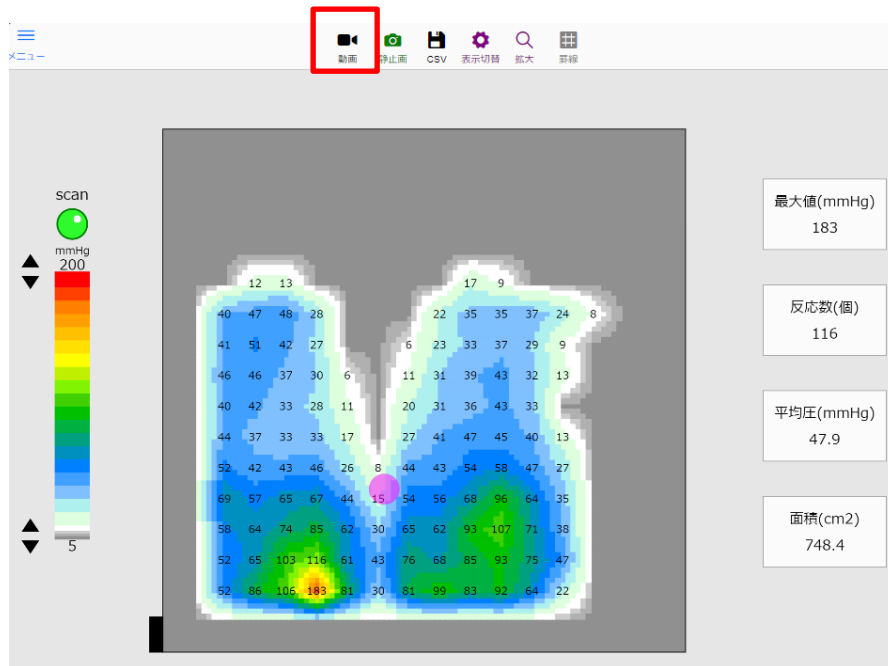 メニュー
動画 静止画 CSV 表示切替 拡大 罫線
scan
mmHg
200
5
12 13 17 9
40 47 48 28 22 35 35 37 24 8
41 51 42 27 6 23 33 37 29 9
46 46 37 30 6 11 31 39 43 32 13
40 42 33 28 11 20 31 36 43 33
44 37 33 33 17 27 41 47 45 40 13
52 42 43 46 26 8 44 43 54 58 47 27
69 57 65 67 44 15 54 56 68 96 64 35
58 64 74 85 62 30 65 62 93 107 71 38
52 65 103 116 61 43 76 68 85 93 75 47
52 86 106 183 81 30 81 99 83 92 64 22
最大値(mmHg)
183
反応数(個)
116
平均圧(mmHg)
47.9
面積(cm2)
748.4